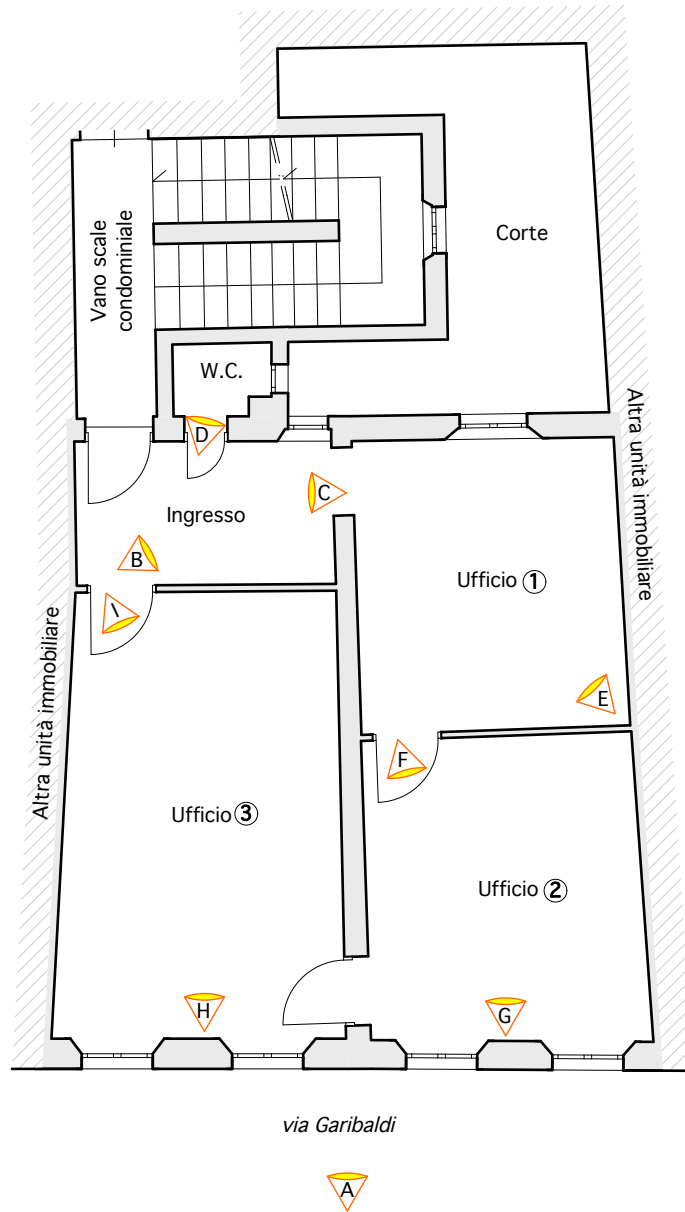 Corte
Vano scale
condominiale
W.C.
D
Altra unità immobiliare
C
Ingresso
B
Ufficio 1
I
E
Altra unità immobiliare
F
Ufficio 3
Ufficio 2
H
G
via Garibaldi
A